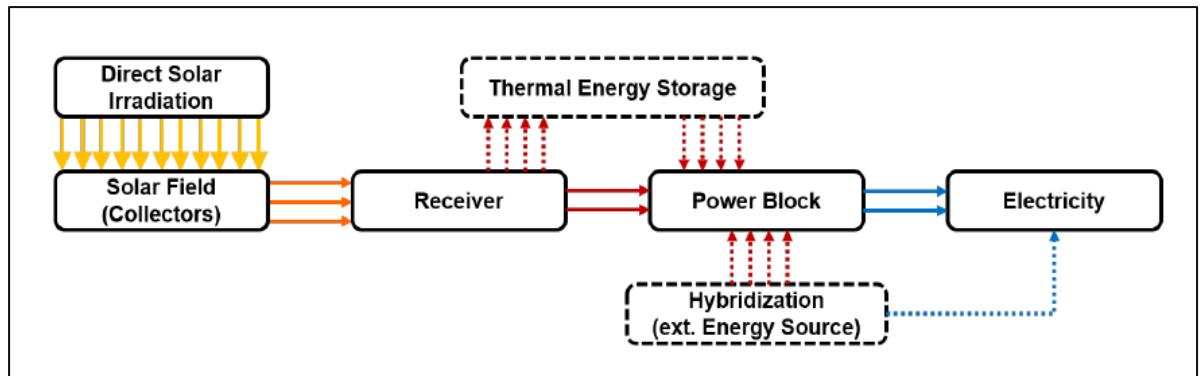 Direct Solar
Irradiation
Thermal Energy Storage
Solar Field
(Collectors)
Receiver
Power Block
Electricity
Hybridization
(ext. Energy Source)